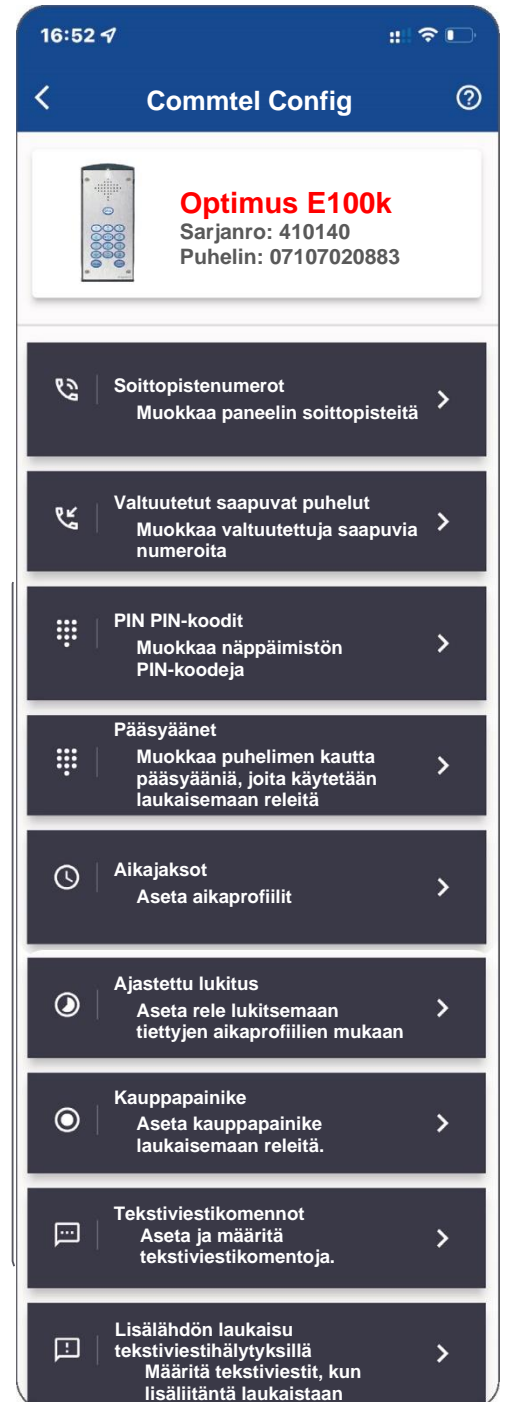 16:52
Commtel Config
Optimus E100k
Sarjanro: 410140
Puhelin: 07107020883
Soittopistenumerot
Muokkaa paneelin soittopisteitä
Valtuutetut saapuvat puhelut
Muokkaa valtuutettuja saapuvia
numeroita
PIN PIN-koodit
Muokkaa näppäimistön
PIN-koodeja
Pääsyäänet
Muokkaa puhelimen kautta
pääsyääniä, joita käytetään
laukaisemaan releitä
Aikajaksot
Aseta aikaprofiilit
Ajastettu lukitus
Aseta rele lukitsemaan
tiettyjen aikaprofiilien mukaan
Kauppapainike
Aseta kauppapainike
laukaisemaan releitä.
Tekstiviestikomennot
Aseta ja määritä
tekstiviestikomentoja.
Lisälähdön laukaisu
tekstiviestihälytyksillä
Määritä tekstiviestit, kun
lisäliitäntä laukaistaan